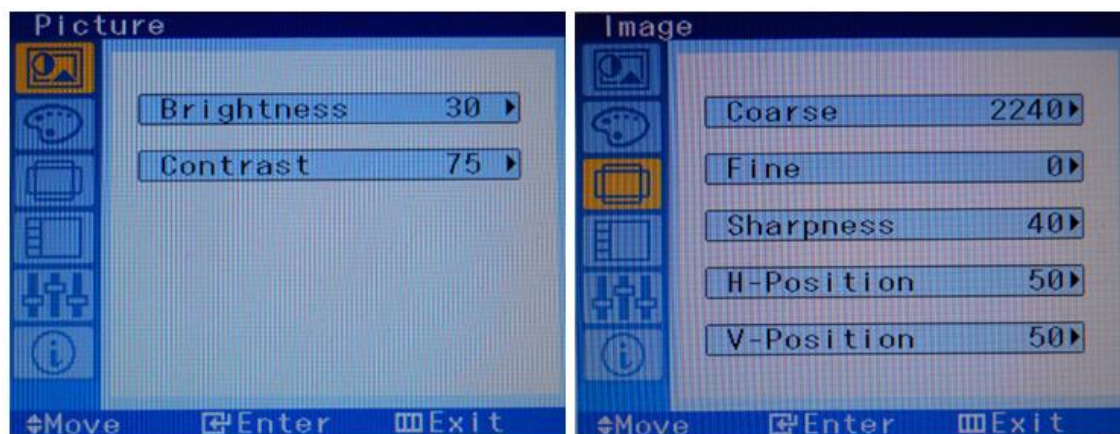 Picture
Brightness 30
Contrast 75
Move Enter Exit
Image
Coarse 2240
Fine 0
Sharpness 40
H-Position 50
V-Position 50
Move Enter Exit